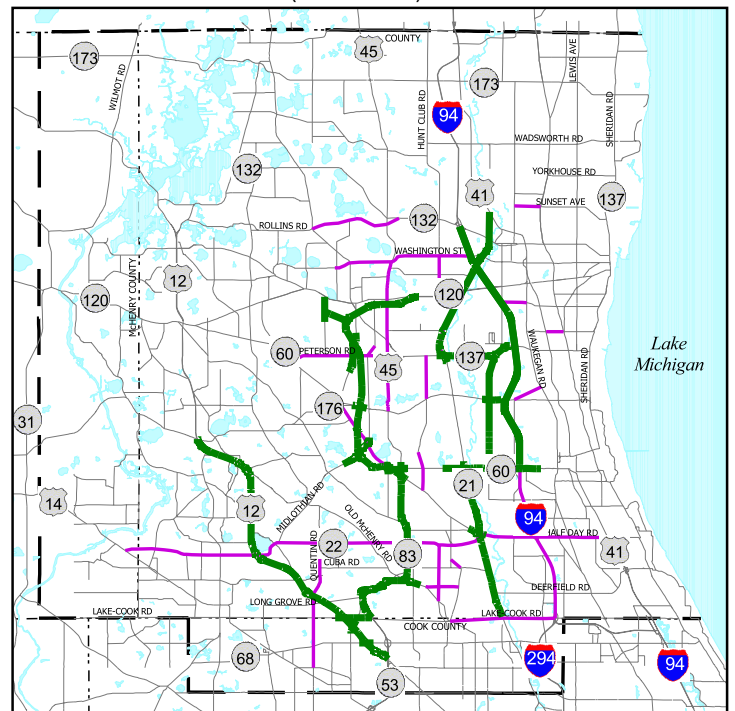 COUNTY
45
173
WILMOT RD
LEWIS AVE
173
HUNT CLUB RD
SHERIDAN RD
94
WADSWORTH RD
132
YORKHOUSE RD
41
137
SUNSET AVE
132
ROLLINS RD
WASHINGTON ST
12
120
120
McHENRY COUNTY
WAUKEGAN RD
Lake
Michigan
60
PETERSON RD
137
45
SHERIDAN RD
176
31
60
21
14
12
MIDLOTHIAN RD
OLD McHENRY RD
94
HALF DAY RD
22
83
41
QUENTIN RD
CUBA RD
DEERFIELD RD
LONG GROVE RD
LAKE-COOK RD
LAKE-COOK RD
COOK COUNTY
68
294
94
53